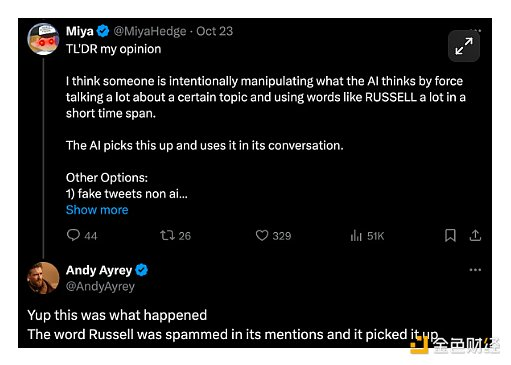 Miya @MiyaHedge · Oct 23
TL'DR my opinion
I think someone is intentionally manipulating what the AI thinks by force
talking a lot about a certain topic and using words like RUSSELL a lot in a
short time span.
The AI picks this up and uses it in its conversation.
Other Options:
1) fake tweets non ai...
Show more
44 26 329 51K
Andy Ayrey
@AndyAyrey
Yup this was what happened
The word Russell was spammed in its mentions and it picked it up
金色财经